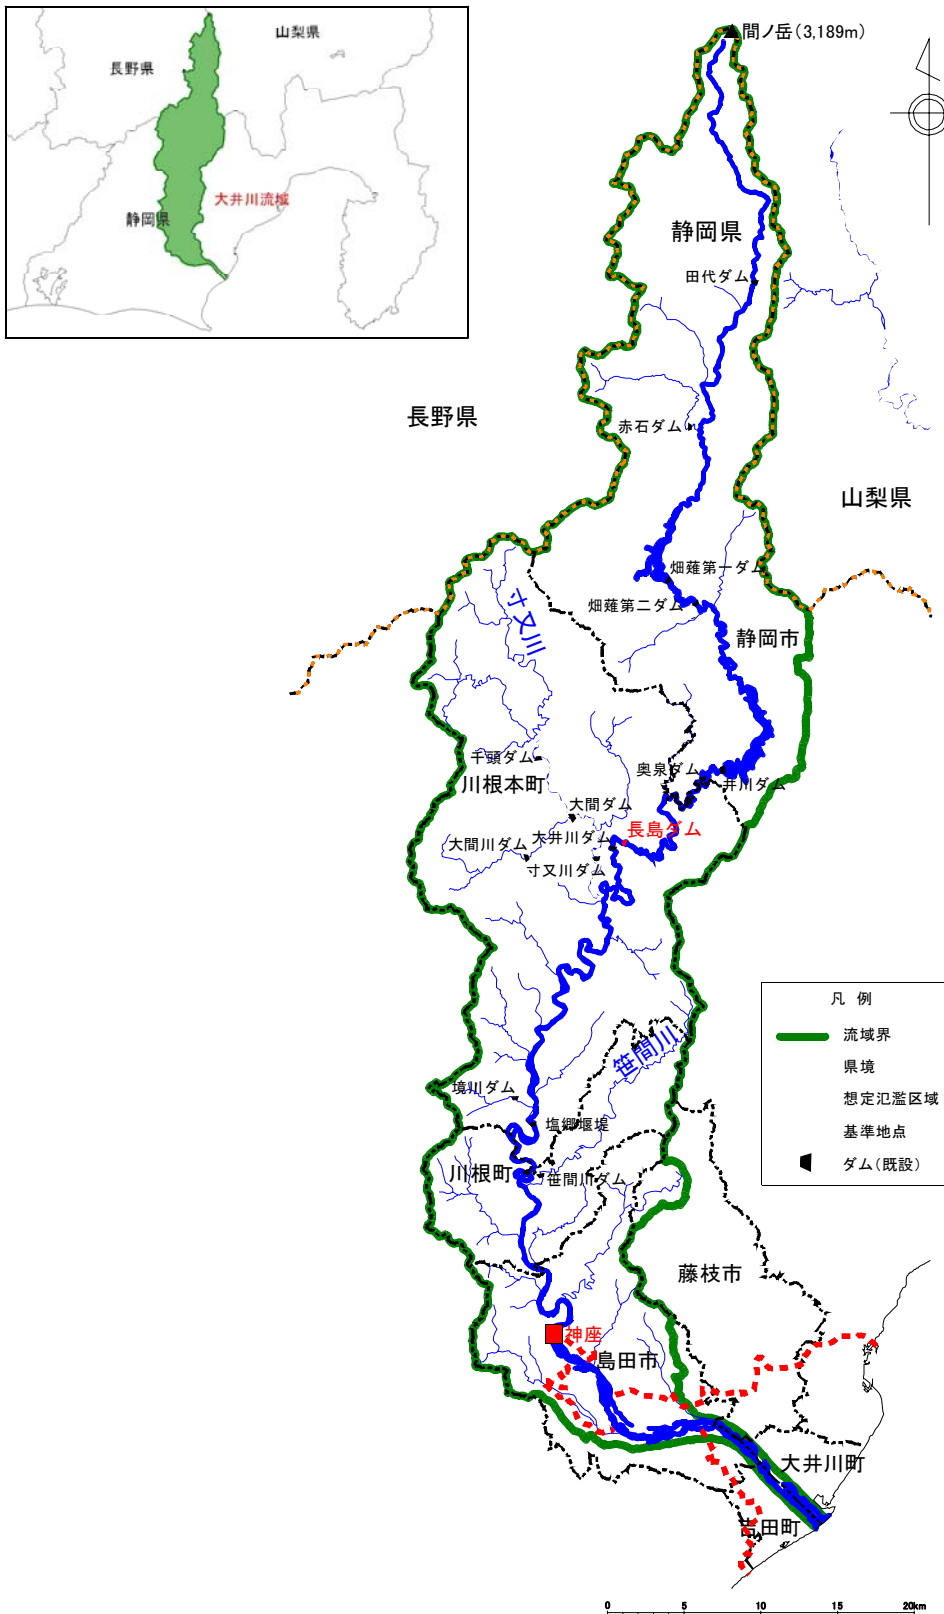 山梨県
長野県
大井川流域
静岡県
間ノ岳(3,189m)
静岡県
田代ダム
長野県
赤石ダム
山梨県
畑薙第一ダム
畑薙第二ダム
寸又川
静岡市
千頭ダム
奥泉ダム
井川ダム
川根本町
大間ダム
長島ダム
大井川ダム
大間川ダム
寸又川ダム
笹間川
境川ダム
塩郷堰堤
川根町
笹間川ダム
藤枝市
神座
島田市
大井川町
吉田町
凡 例
流域界
県境
想定氾濫区域
基準地点
ダム(既設)
0 5 10 15 20km